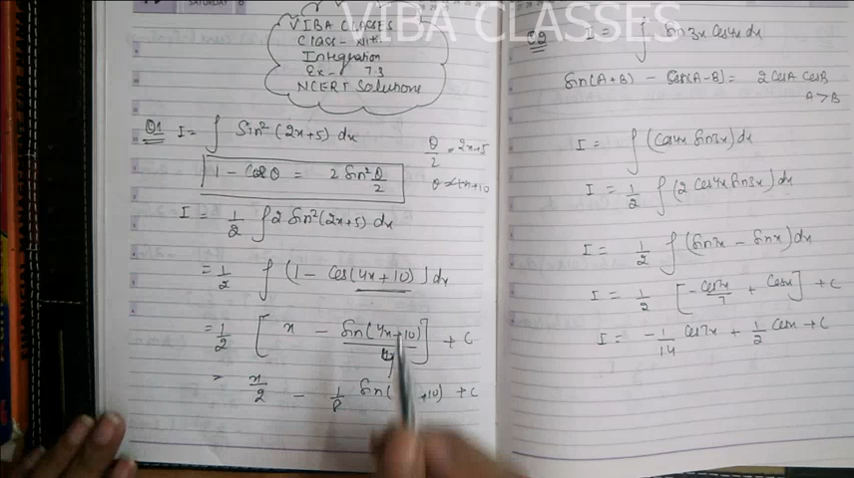 SATURDAY
VIBA CLASSES
VIBA CLASSES
Class - XIIth
Integration
Ex - 7.3
NCERT Solutions
Q1 I = ∫ Sin² (2x+5) dx
θ/2 = 2x+5
1 - Cosθ = 2 Sin² θ/2
θ = 4x+10
I = 1/2 ∫ 2 Sin² (2x+5) dx
= 1/2 ∫ (1 - Cos(4x+10)) dx
= 1/2 [x - Sin(4x+10)/4] + C
= x/2 - 1/8 Sin( +10) + C
Q2 I = ∫ Sin3x Cos4x dx
Sin(A+B) - Sin(A-B) = 2 CosA CosB
A > B
I = ∫ (Cos4x Sin3x) dx
I = 1/2 ∫ (2 Cos4x Sin3x) dx
I = 1/2 ∫ (Sin7x - Sinx) dx
I = 1/2 [-Cos7x/7 + Cosx] + C
I = -1/14 Cos7x + 1/2 Cosx + C